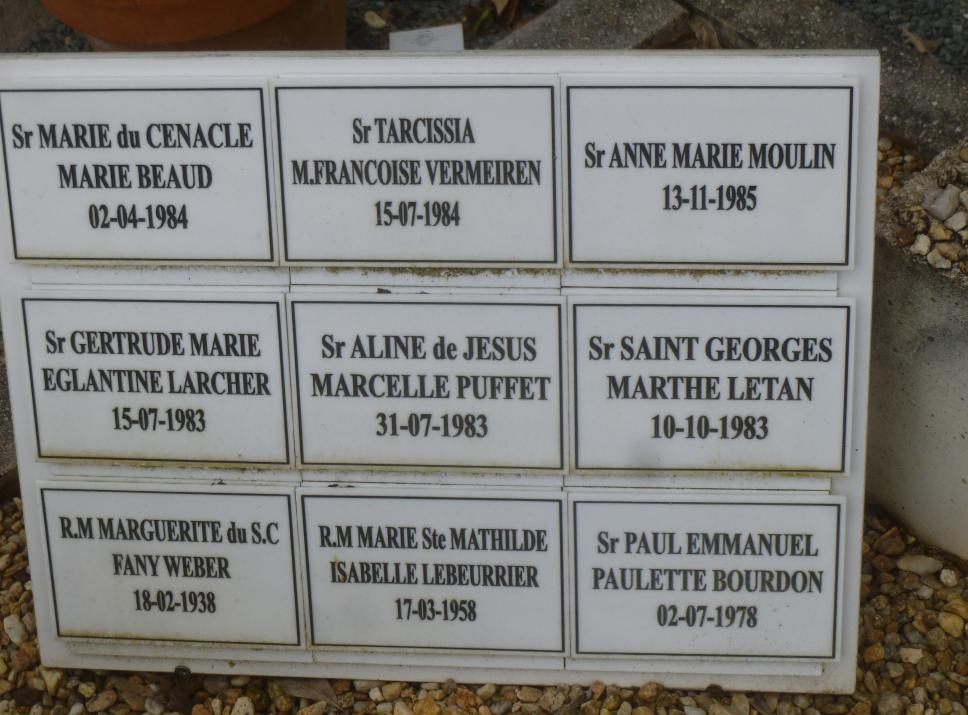 Sr MARIE du CENACLE
MARIE BEAUD
02-04-1984
Sr TARCISSIA
M.FRANCOISE VERMEIREN
15-07-1984
Sr ANNE MARIE MOULIN
13-11-1985
Sr GERTRUDE MARIE
EGLANTINE LARCHER
15-07-1983
Sr ALINE de JESUS
MARCELLE PUFFET
31-07-1983
Sr SAINT GEORGES
MARTHE LETAN
10-10-1983
R.M MARGUERITE du S.C
FANY WEBER
18-02-1938
R.M MARIE Ste MATHILDE
ISABELLE LEBEURRIER
17-03-1958
Sr PAUL EMMANUEL
PAULETTE BOURDON
02-07-1978